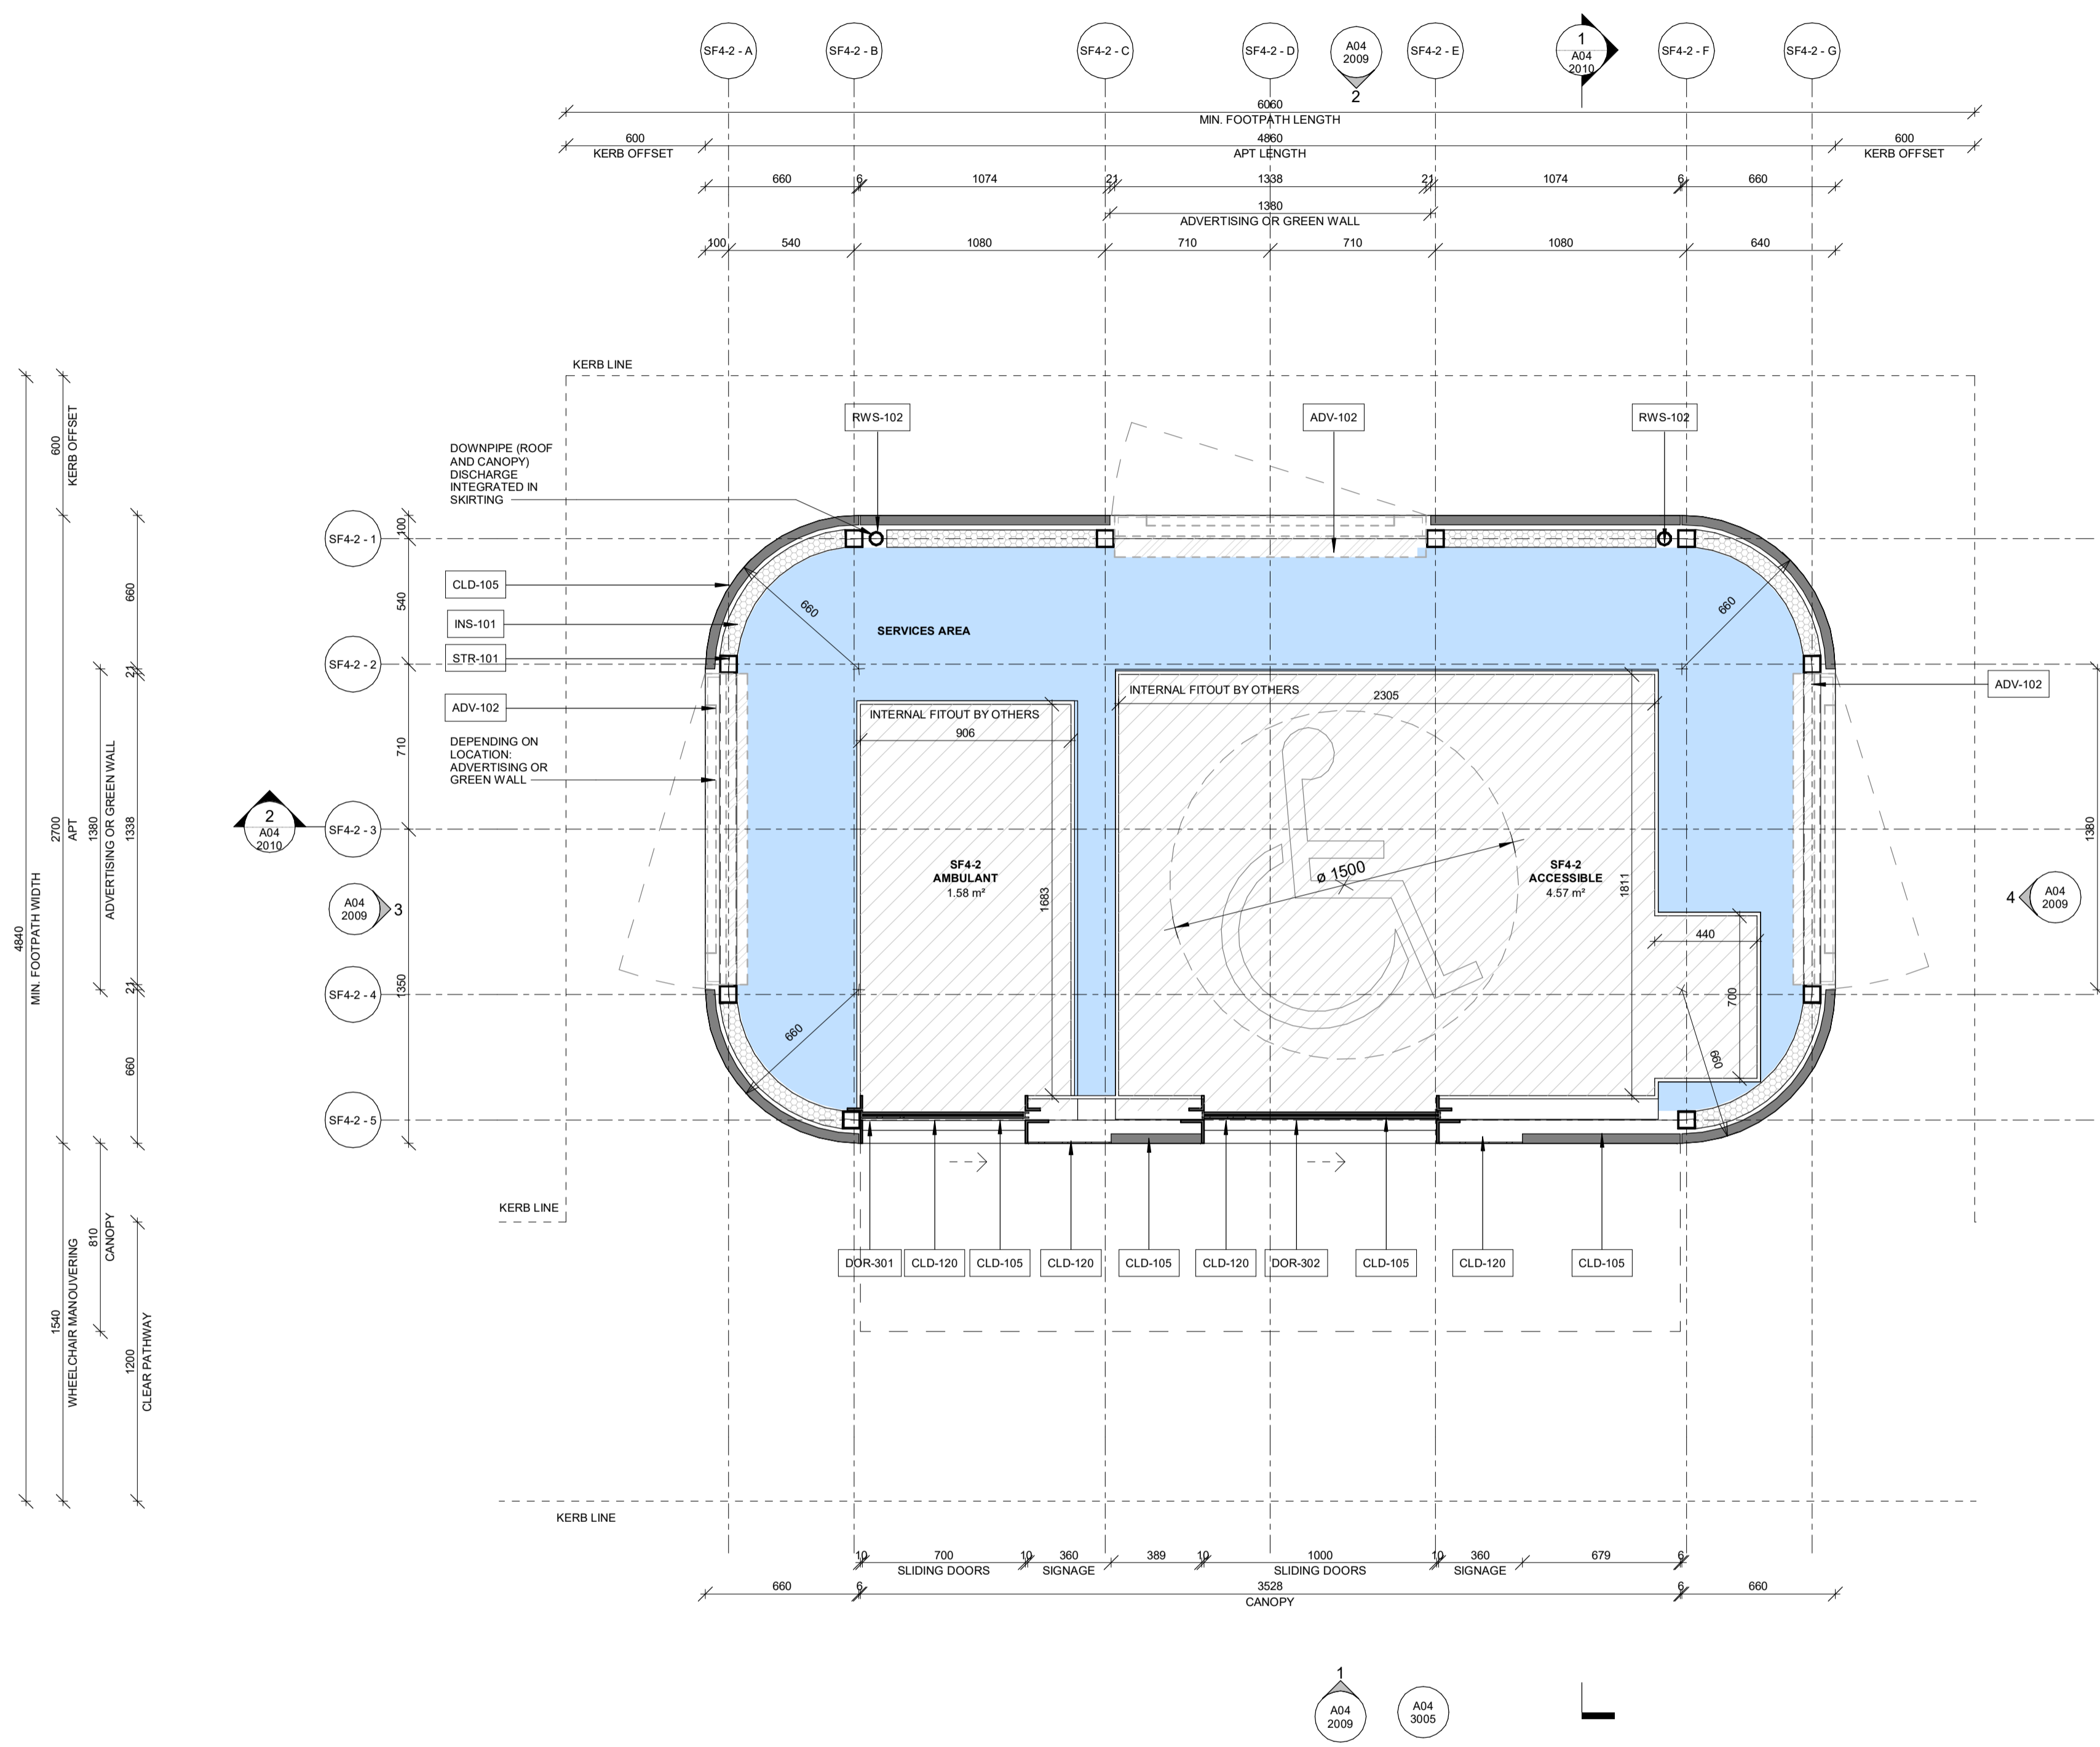 SF4-2 - A
SF4-2 - B
SF4-2 - C
SF4-2 - D
A04
2009
2
SF4-2 - E
1
A04
2010
SF4-2 - F
SF4-2 - G
6060
MIN. FOOTPATH LENGTH
600
KERB OFFSET
4860
APT LENGTH
600
KERB OFFSET
660
6
1074
21
1338
21
1074
6
660
1380
ADVERTISING OR GREEN WALL
100
540
1080
710
710
1080
640
KERB LINE
RWS-102
ADV-102
RWS-102
DOWNPIPE (ROOF
AND CANOPY)
DISCHARGE
INTEGRATED IN
SKIRTING
SF4-2 - 1
SF4-2 - 2
SF4-2 - 3
SF4-2 - 4
SF4-2 - 5
CLD-105
INS-101
STR-101
ADV-102
DEPENDING ON
LOCATION:
ADVERTISING OR
GREEN WALL
4840
MIN. FOOTPATH WIDTH
600
KERB OFFSET
2700
APT
1540
WHEELCHAIR MANOUVERING
1380
ADVERTISING OR GREEN WALL
810
CANOPY
660
21
1338
21
660
1200
CLEAR PATHWAY
100
540
710
1350
2
A04
2010
A04
2009
3
660
660
SERVICES AREA
INTERNAL FITOUT BY OTHERS
2305
INTERNAL FITOUT BY OTHERS
906
1683
SF4-2
AMBULANT
1.58 m²
ø 1500
SF4-2
ACCESSIBLE
4.57 m²
1811
440
700
660
660
ADV-102
1380
4
A04
2009
KERB LINE
DOR-301
CLD-120
CLD-105
CLD-120
CLD-105
CLD-120
DOR-302
CLD-105
CLD-120
CLD-105
KERB LINE
10
700
SLIDING DOORS
10
360
SIGNAGE
389
10
1000
SLIDING DOORS
10
360
SIGNAGE
679
6
660
6
3528
CANOPY
6
660
1
A04
2009
A04
3005